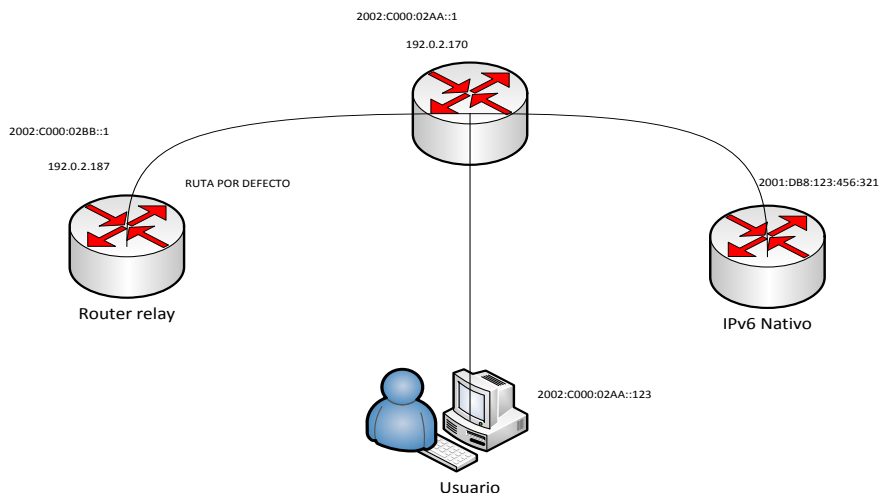 2002:C000:02AA::1
192.0.2.170
2002:C000:02BB::1
192.0.2.187
RUTA POR DEFECTO
2001:DB8:123:456:321
Router relay
IPv6 Nativo
2002:C000:02AA::123
Usuario